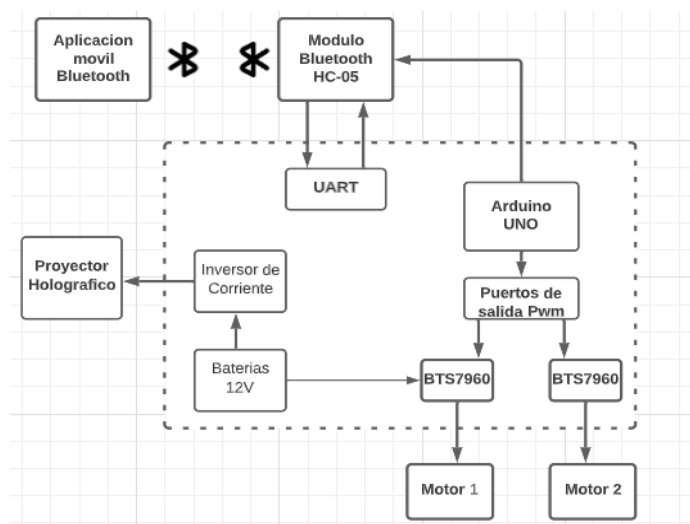 Aplicacion
movil
Bluetooth
Modulo
Bluetooth
HC-05
UART
Arduino
UNO
Proyector
Holografico
Inversor de
Corriente
Puertos de
salida Pwm
Baterias
12V
BTS7960
BTS7960
Motor 1
Motor 2